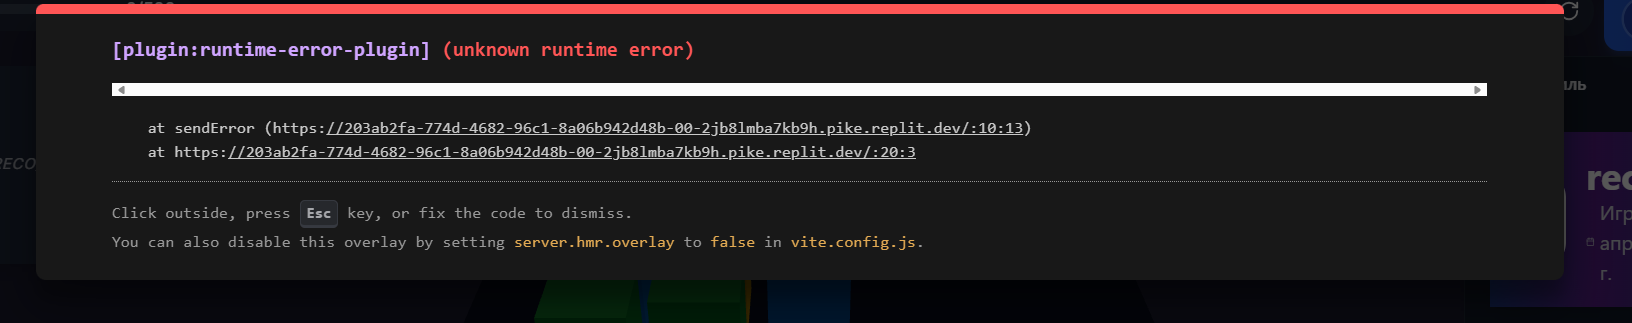 [plugin:runtime-error-plugin] (unknown runtime error)
at sendError (https://203ab2fa-774d-4682-96c1-8a06b942d48b-00-2jb8lmba7kb9h.pike.replit.dev/:10:13)
at https://203ab2fa-774d-4682-96c1-8a06b942d48b-00-2jb8lmba7kb9h.pike.replit.dev/:20:3
Click outside, press Esc key, or fix the code to dismiss.
You can also disable this overlay by setting server.hmr.overlay to false in vite.config.js.
RECO
иль
rec
Игр
апр
г.